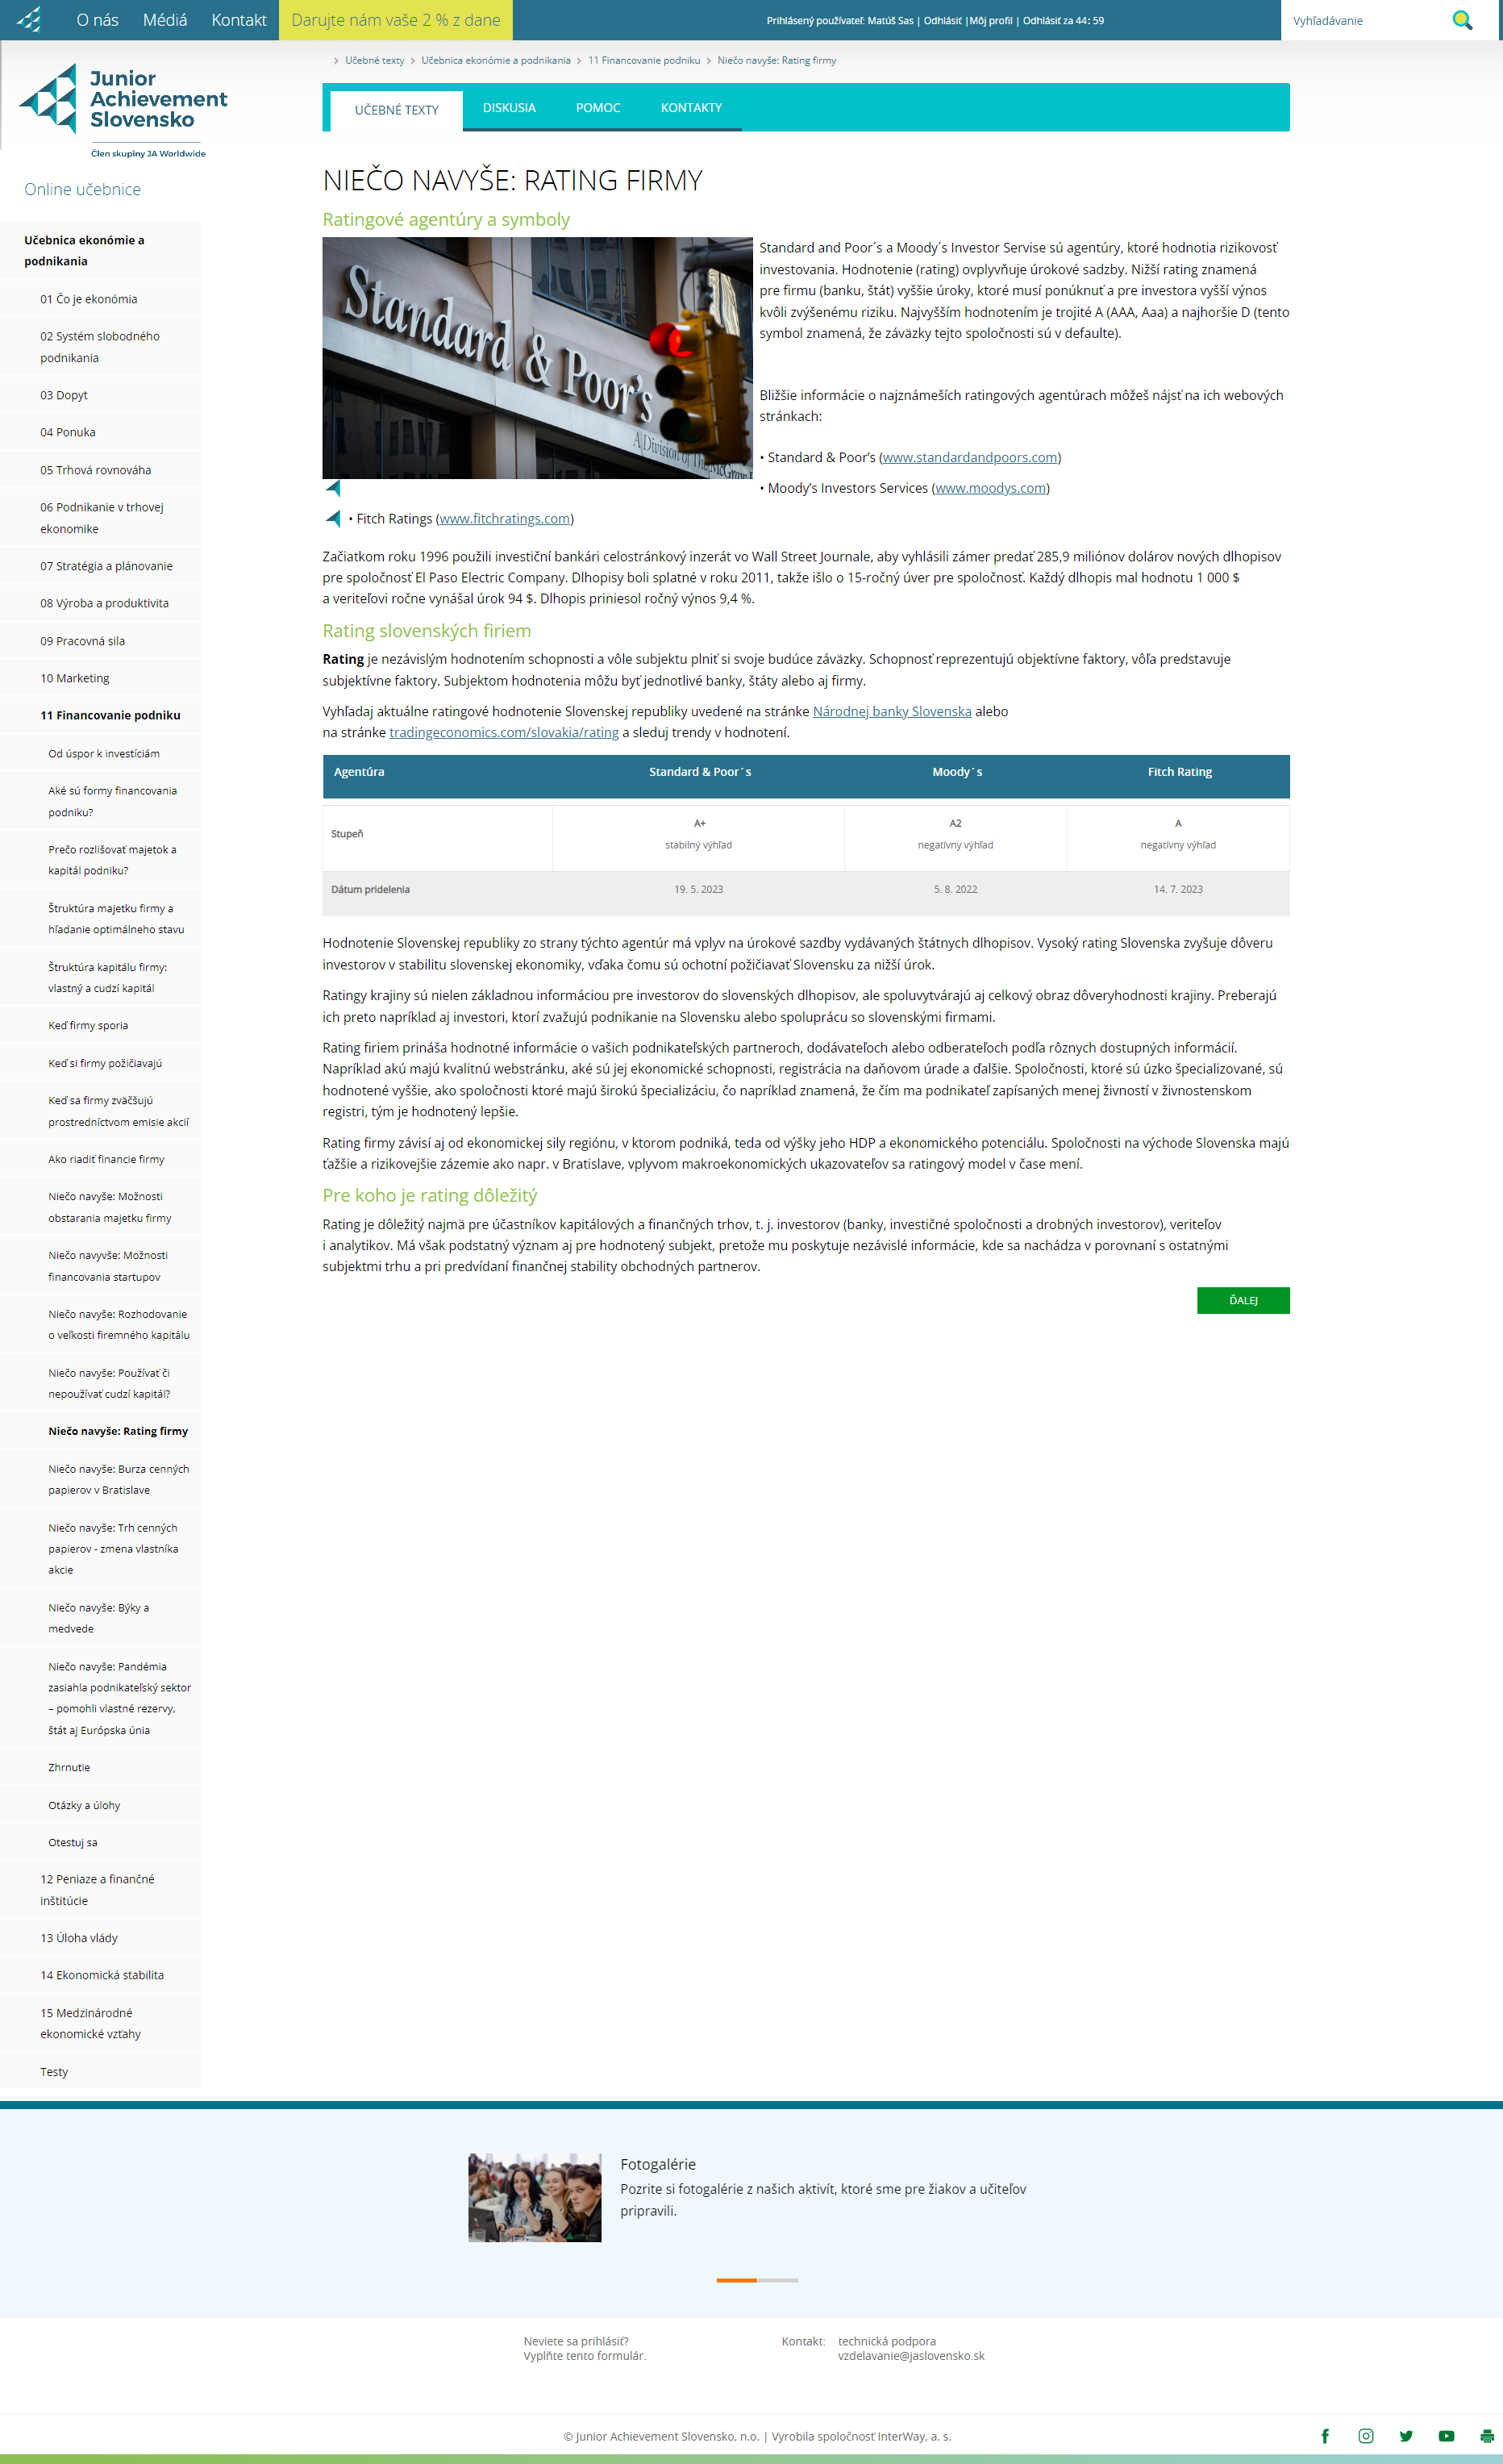 O nás Médiá Kontakt Darujte nám vaše 2 % z dane
Prihlásený používateľ: Matúš Sas | Odhlásiť |Môj profil | Odhlásiť za 44: 59
Vyhľadávanie
Učebné texty Učebnica ekonómie a podnikania 11 Financovanie podniku Niečo navyše: Rating firmy
Junior
Achievement
Slovensko
Člen skupiny JA Worldwide
UČEBNÉ TEXTY DISKUSIA POMOC KONTAKTY
Online učebnice
Učebnica ekonómie a
podnikania
01 Čo je ekonómia
02 Systém slobodného
podnikania
03 Dopyt
04 Ponuka
05 Trhová rovnováha
06 Podnikanie v trhovej
ekonomike
07 Stratégia a plánovanie
08 Výroba a produktivita
09 Pracovná sila
10 Marketing
11 Financovanie podniku
Od úspor k investíciám
Aké sú formy financovania
podniku?
Prečo rozlišovať majetok a
kapitál podniku?
Štruktúra majetku firmy a
hľadanie optimálneho stavu
Štruktúra kapitálu firmy:
vlastný a cudzí kapitál
Keď firmy sporia
Keď si firmy požičiavajú
Keď sa firmy zväčšujú
prostredníctvom emisie akcií
Ako riadiť financie firmy
Niečo navyše: Možnosti
obstarania majetku firmy
Niečo navyvše: Možnosti
financovania startupov
Niečo navyše: Rozhodovanie
o veľkosti firemného kapitálu
Niečo navyše: Používať či
nepoužívať cudzí kapitál?
Niečo navyše: Rating firmy
Niečo navyše: Burza cenných
papierov v Bratislave
Niečo navyše: Trh cenných
papierov - zmena vlastníka
akcie
Niečo navyše: Býky a
medvede
Niečo navyše: Pandémia
zasiahla podnikateľský sektor
– pomohli vlastné rezervy,
štát aj Európska únia
Zhrnutie
Otázky a úlohy
Otestuj sa
12 Peniaze a finančné
inštitúcie
13 Úloha vlády
14 Ekonomická stabilita
15 Medzinárodné
ekonomické vzťahy
Testy
NIEČO NAVYŠE: RATING FIRMY
Ratingové agentúry a symboly
Standard & Poor's
A Division of The McGraw
Standard and Poor´s a Moody´s Investor Servise sú agentúry, ktoré hodnotia rizikovosť
investovania. Hodnotenie (rating) ovplyvňuje úrokové sadzby. Nižší rating znamená
pre firmu (banku, štát) vyššie úroky, ktoré musí ponúknuť a pre investora vyšší výnos
kvôli zvýšenému riziku. Najvyšším hodnotením je trojité A (AAA, Aaa) a najhoršie D (tento
symbol znamená, že záväzky tejto spoločnosti sú v defaulte).
Bližšie informácie o najznámeších ratingových agentúrach môžeš nájsť na ich webových
stránkach:
• Standard & Poor’s (www.standardandpoors.com)
• Moody’s Investors Services (www.moodys.com)
• Fitch Ratings (www.fitchratings.com)
Začiatkom roku 1996 použili investiční bankári celostránkový inzerát vo Wall Street Journale, aby vyhlásili zámer predať 285,9 miliónov dolárov nových dlhopisov
pre spoločnosť El Paso Electric Company. Dlhopisy boli splatné v roku 2011, takže išlo o 15-ročný úver pre spoločnosť. Každý dlhopis mal hodnotu 1 000 $
a veriteľovi ročne vynášal úrok 94 $. Dlhopis priniesol ročný výnos 9,4 %.
Rating slovenských firiem
Rating je nezávislým hodnotením schopnosti a vôle subjektu plniť si svoje budúce záväzky. Schopnosť reprezentujú objektívne faktory, vôľa predstavuje
subjektívne faktory. Subjektom hodnotenia môžu byť jednotlivé banky, štáty alebo aj firmy.
Vyhľadaj aktuálne ratingové hodnotenie Slovenskej republiky uvedené na stránke Národnej banky Slovenska alebo
na stránke tradingeconomics.com/slovakia/rating a sleduj trendy v hodnotení.
Agentúra Standard & Poor´s Moody´s Fitch Rating
Stupeň A+ A2 A
stabilný výhľad negatívny výhľad negatívny výhľad
Dátum pridelenia 19. 5. 2023 5. 8. 2022 14. 7. 2023
Hodnotenie Slovenskej republiky zo strany týchto agentúr má vplyv na úrokové sazdby vydávaných štátnych dlhopisov. Vysoký rating Slovenska zvyšuje dôveru
investorov v stabilitu slovenskej ekonomiky, vďaka čomu sú ochotní požičiavať Slovensku za nižší úrok.
Ratingy krajiny sú nielen základnou informáciou pre investorov do slovenských dlhopisov, ale spoluvytvárajú aj celkový obraz dôveryhodnosti krajiny. Preberajú
ich preto napríklad aj investori, ktorí zvažujú podnikanie na Slovensku alebo spoluprácu so slovenskými firmami.
Rating firiem prináša hodnotné informácie o vašich podnikateľských partneroch, dodávateľoch alebo odberateľoch podľa rôznych dostupných informácií.
Napríklad akú majú kvalitnú webstránku, aké sú jej ekonomické schopnosti, registrácia na daňovom úrade a ďalšie. Spoločnosti, ktoré sú úzko špecializované, sú
hodnotené vyššie, ako spoločnosti ktoré majú širokú špecializáciu, čo napríklad znamená, že čím ma podnikateľ zapísaných menej živností v živnostenskom
registri, tým je hodnotený lepšie.
Rating firmy závisí aj od ekonomickej sily regiónu, v ktorom podniká, teda od výšky jeho HDP a ekonomického potenciálu. Spoločnosti na východe Slovenska majú
ťažšie a rizikovejšie zázemie ako napr. v Bratislave, vplyvom makroekonomických ukazovateľov sa ratingový model v čase mení.
Pre koho je rating dôležitý
Rating je dôležitý najmä pre účastníkov kapitálových a finančných trhov, t. j. investorov (banky, investičné spoločnosti a drobných investorov), veriteľov
i analytikov. Má však podstatný význam aj pre hodnotený subjekt, pretože mu poskytuje nezávislé informácie, kde sa nachádza v porovnaní s ostatnými
subjektmi trhu a pri predvídaní finančnej stability obchodných partnerov.
ĎALEJ
Fotogalérie
Pozrite si fotogalérie z našich aktivít, ktoré sme pre žiakov a učiteľov
pripravili.
Neviete sa prihlásiť?
Vyplňte tento formulár.
Kontakt: technická podpora
vzdelavanie@jaslovensko.sk
© Junior Achievement Slovensko, n.o. | Vyrobila spoločnosť InterWay, a. s.